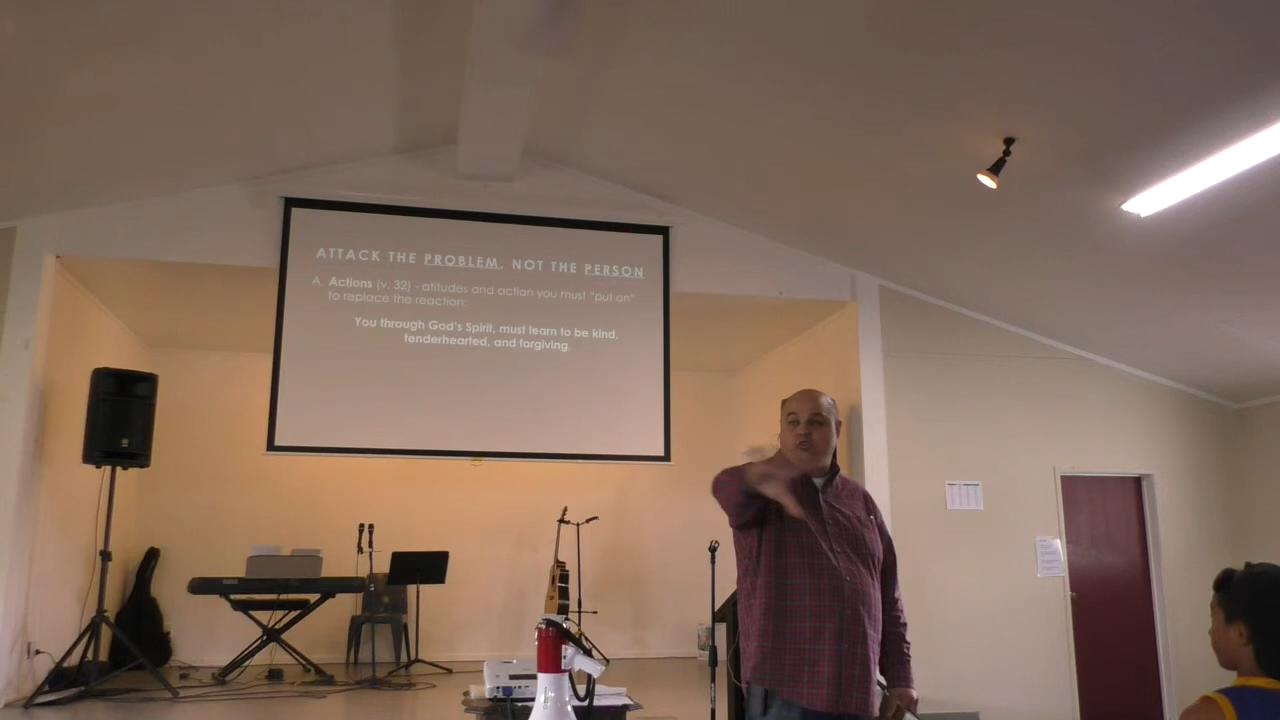 ATTACK THE PROBLEM, NOT THE PERSON
A. Actions (v. 32) - atitudes and action you must "put on"
to replace the reaction:
You through God's Spirit, must learn to be kind,
tenderhearted, and forgiving.